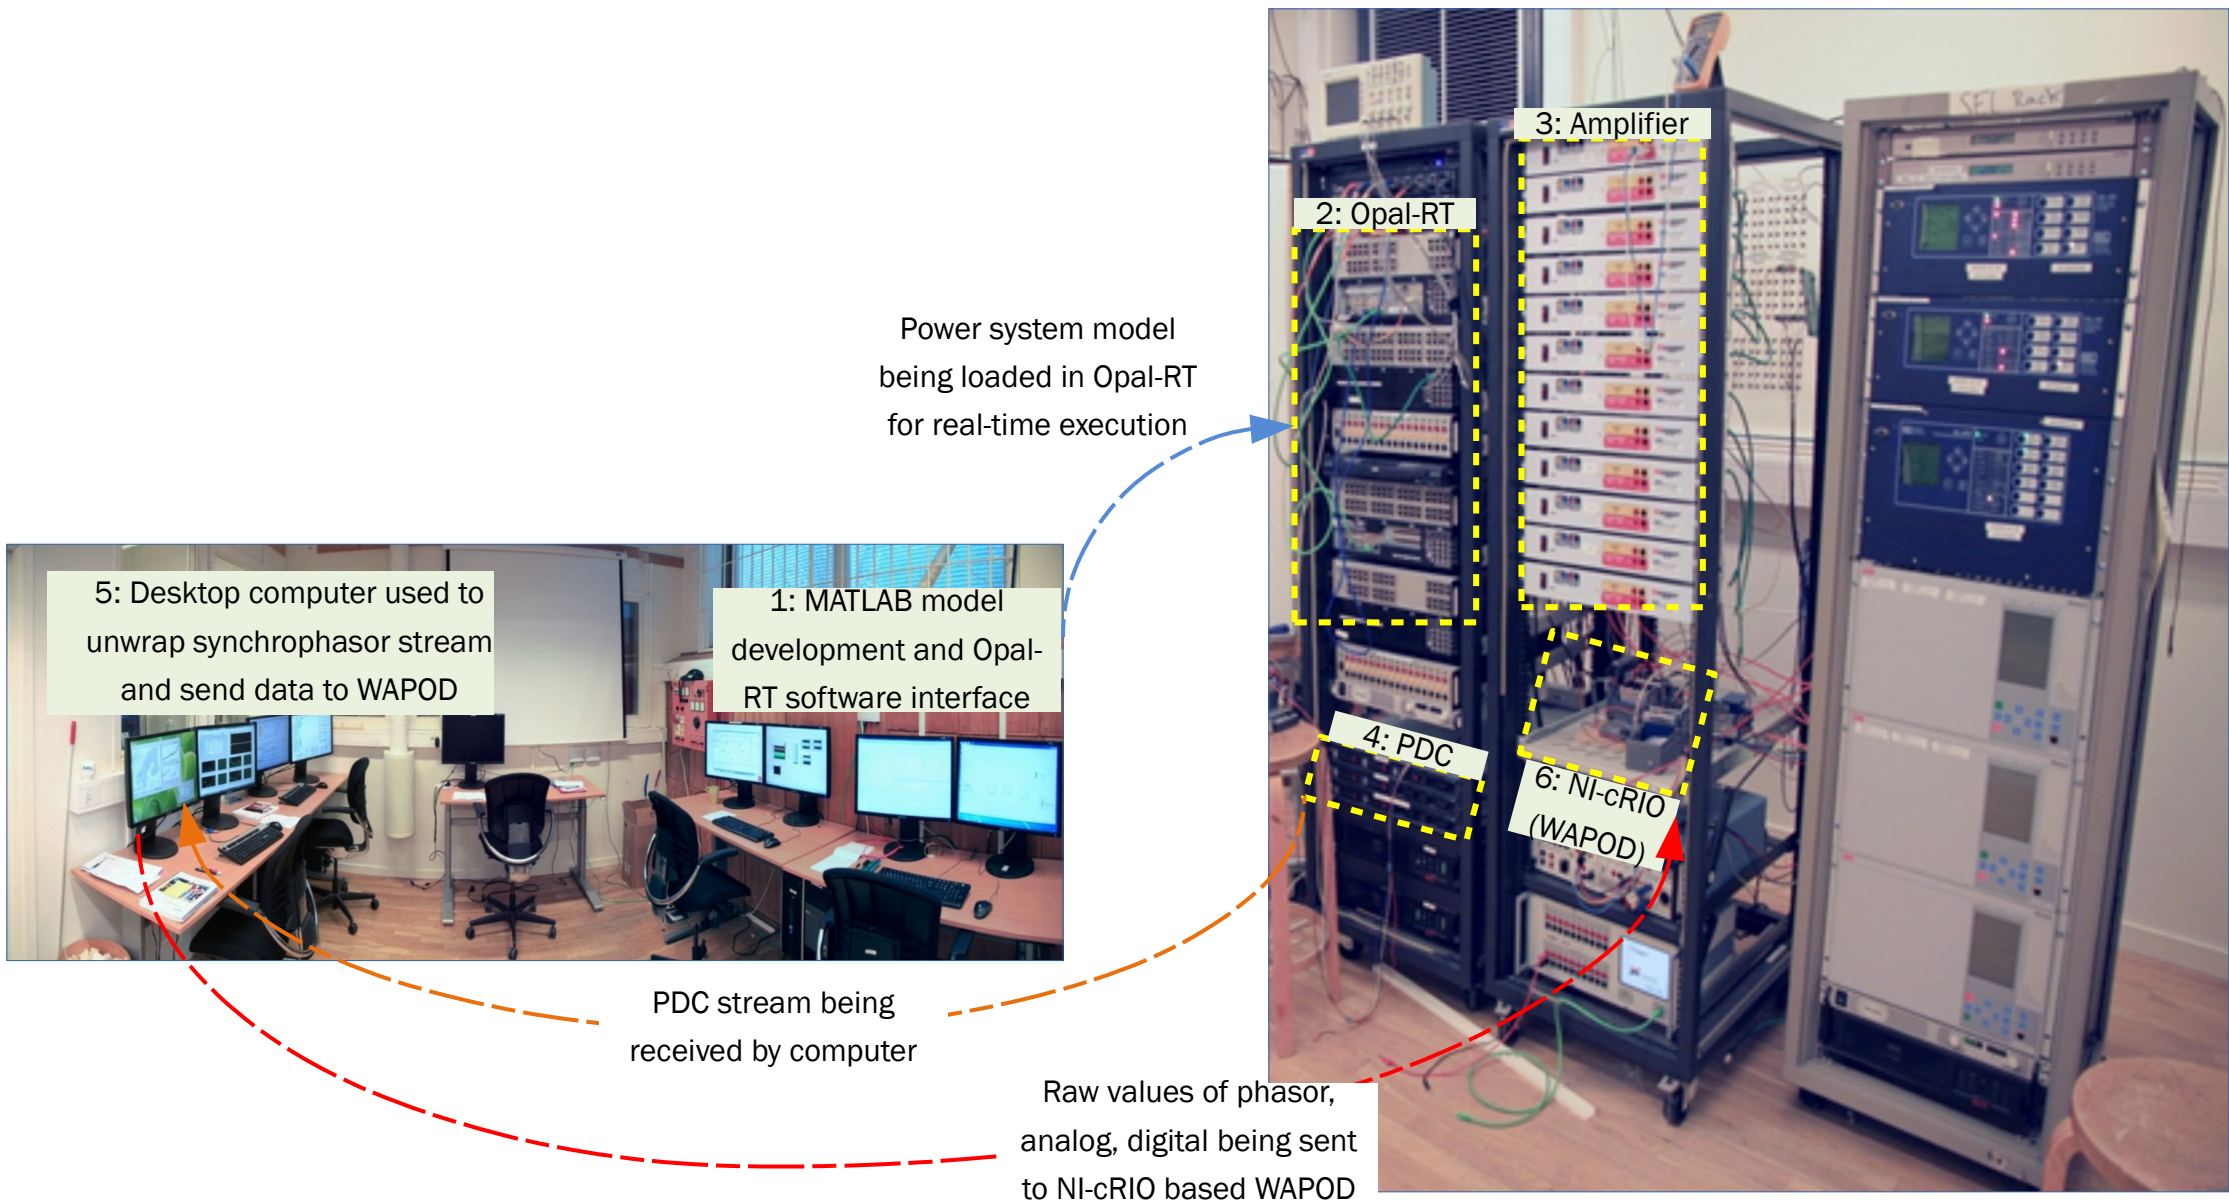 SEL Rack
3: Amplifier
2: Opal-RT
Power system model
being loaded in Opal-RT
for real-time execution
5: Desktop computer used to
unwrap synchrophasor stream
and send data to WAPOD
1: MATLAB model
development and Opal-
RT software interface
4: PDC
6: NI-cRIO
(WAPOD)
PDC stream being
received by computer
Raw values of phasor,
analog, digital being sent
to NI-cRIO based WAPOD